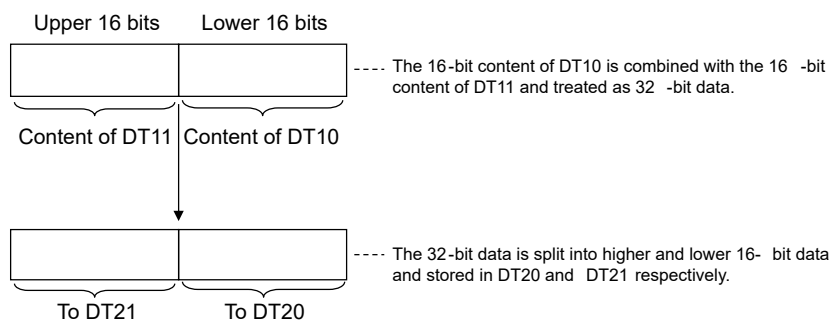 Upper 16 bits
Lower 16 bits
The 16-bit content of DT10 is combined with the 16 -bit
content of DT11 and treated as 32 -bit data.
Content of DT11
Content of DT10
The 32-bit data is split into higher and lower 16- bit data
and stored in DT20 and DT21 respectively.
To DT21
To DT20